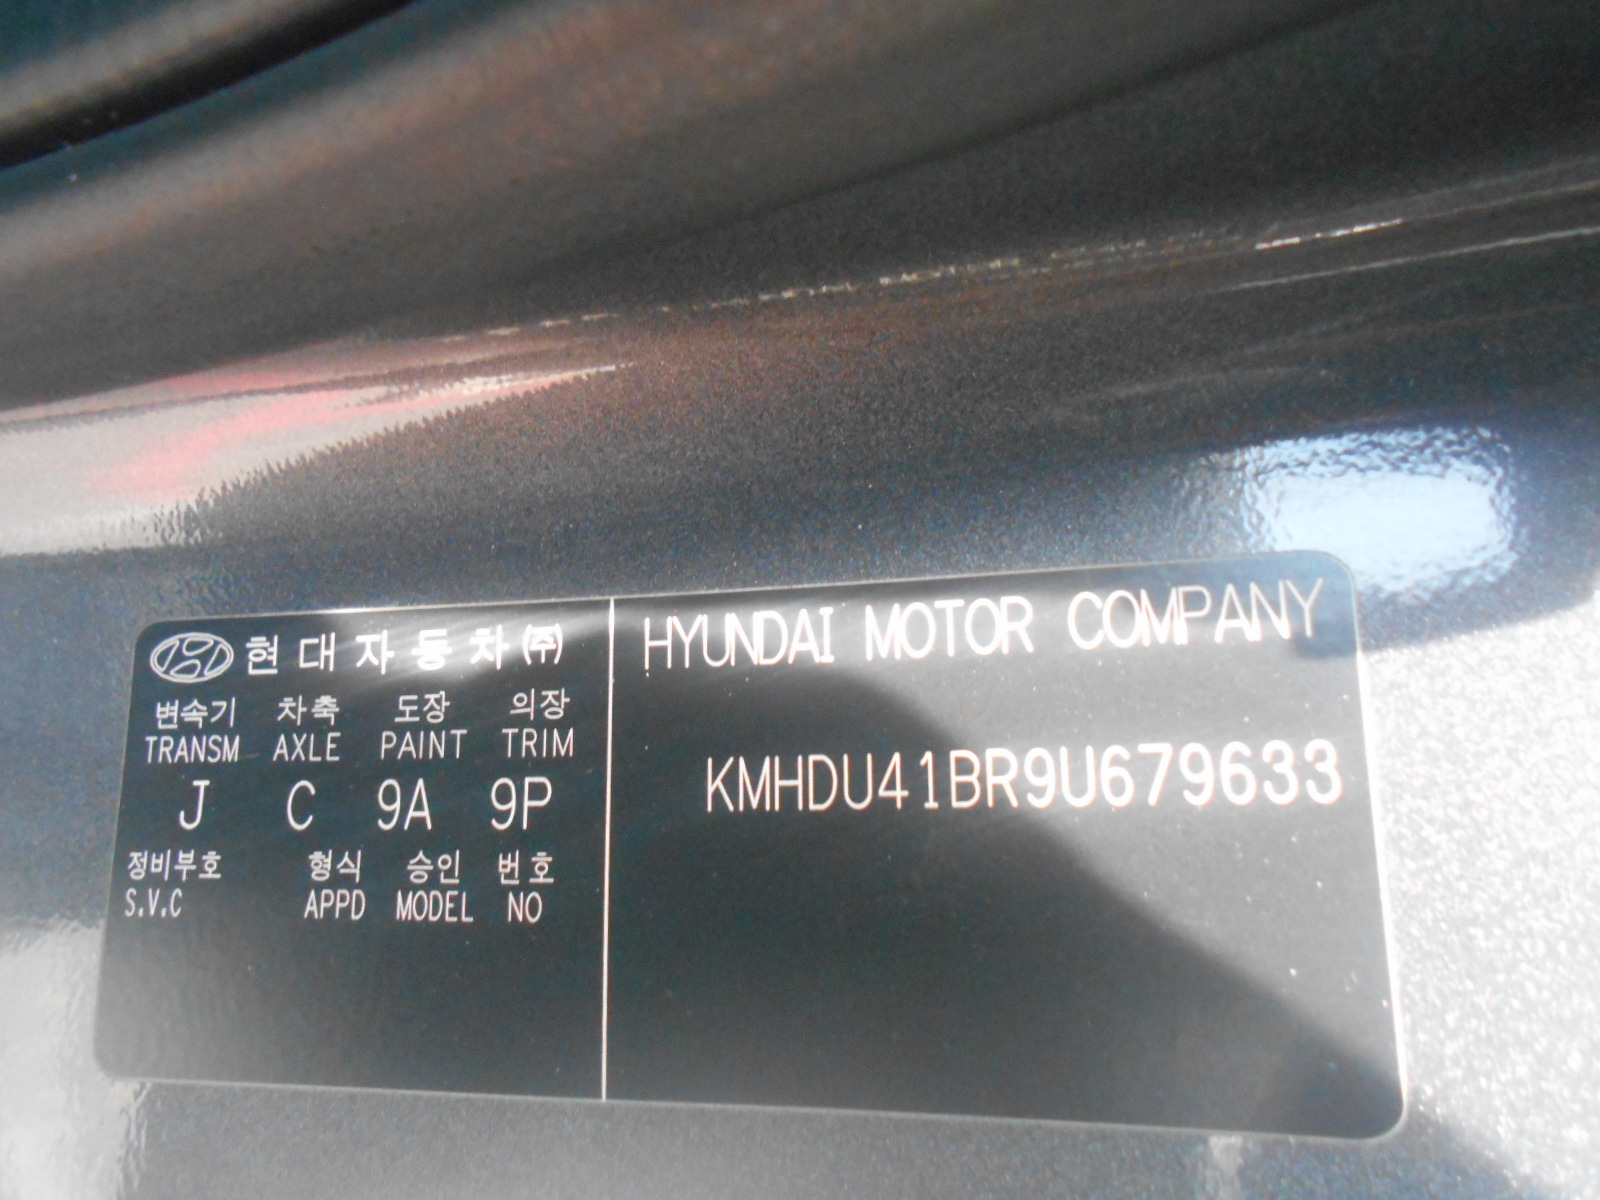 현대자동차(주)
변속기 차축 도장 의장
TRANSM AXLE PAINT TRIM
J C 9A 9P
정비부호 형식 승인 번호
S.V.C APPD MODEL NO
HYUNDAI MOTOR COMPANY
KMHDU41BR9U679633